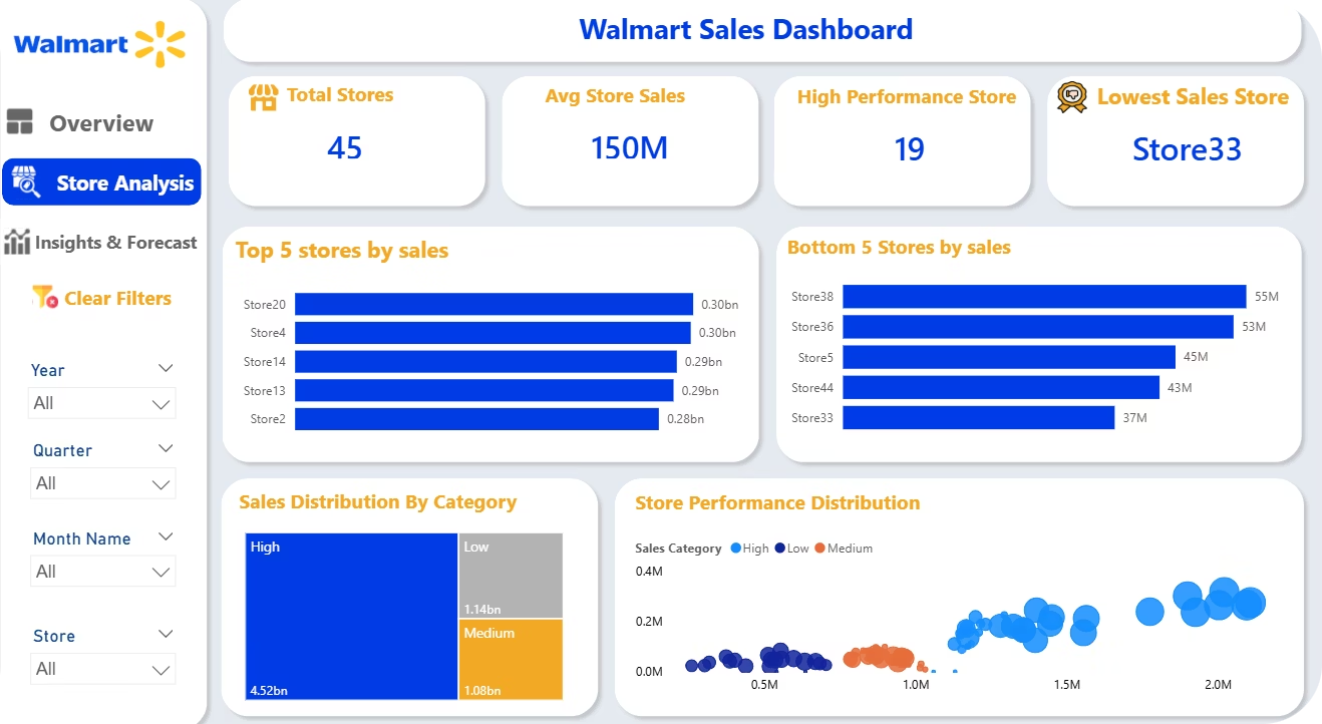 Walmart
Overview
Store Analysis
Insights & Forecast
Clear Filters
Year
All
Quarter
All
Month Name
All
Store
All
Walmart Sales Dashboard
Total Stores
45
Avg Store Sales
150M
High Performance Store
19
Lowest Sales Store
Store33
Top 5 stores by sales
Store20 0.30bn
Store4 0.30bn
Store14 0.29bn
Store13 0.29bn
Store2 0.28bn
Bottom 5 Stores by sales
Store38 55M
Store36 53M
Store5 45M
Store44 43M
Store33 37M
Sales Distribution By Category
High
4.52bn
Low
1.14bn
Medium
1.08bn
Store Performance Distribution
Sales Category High Low Medium
0.4M
0.2M
0.0M
0.5M 1.0M 1.5M 2.0M